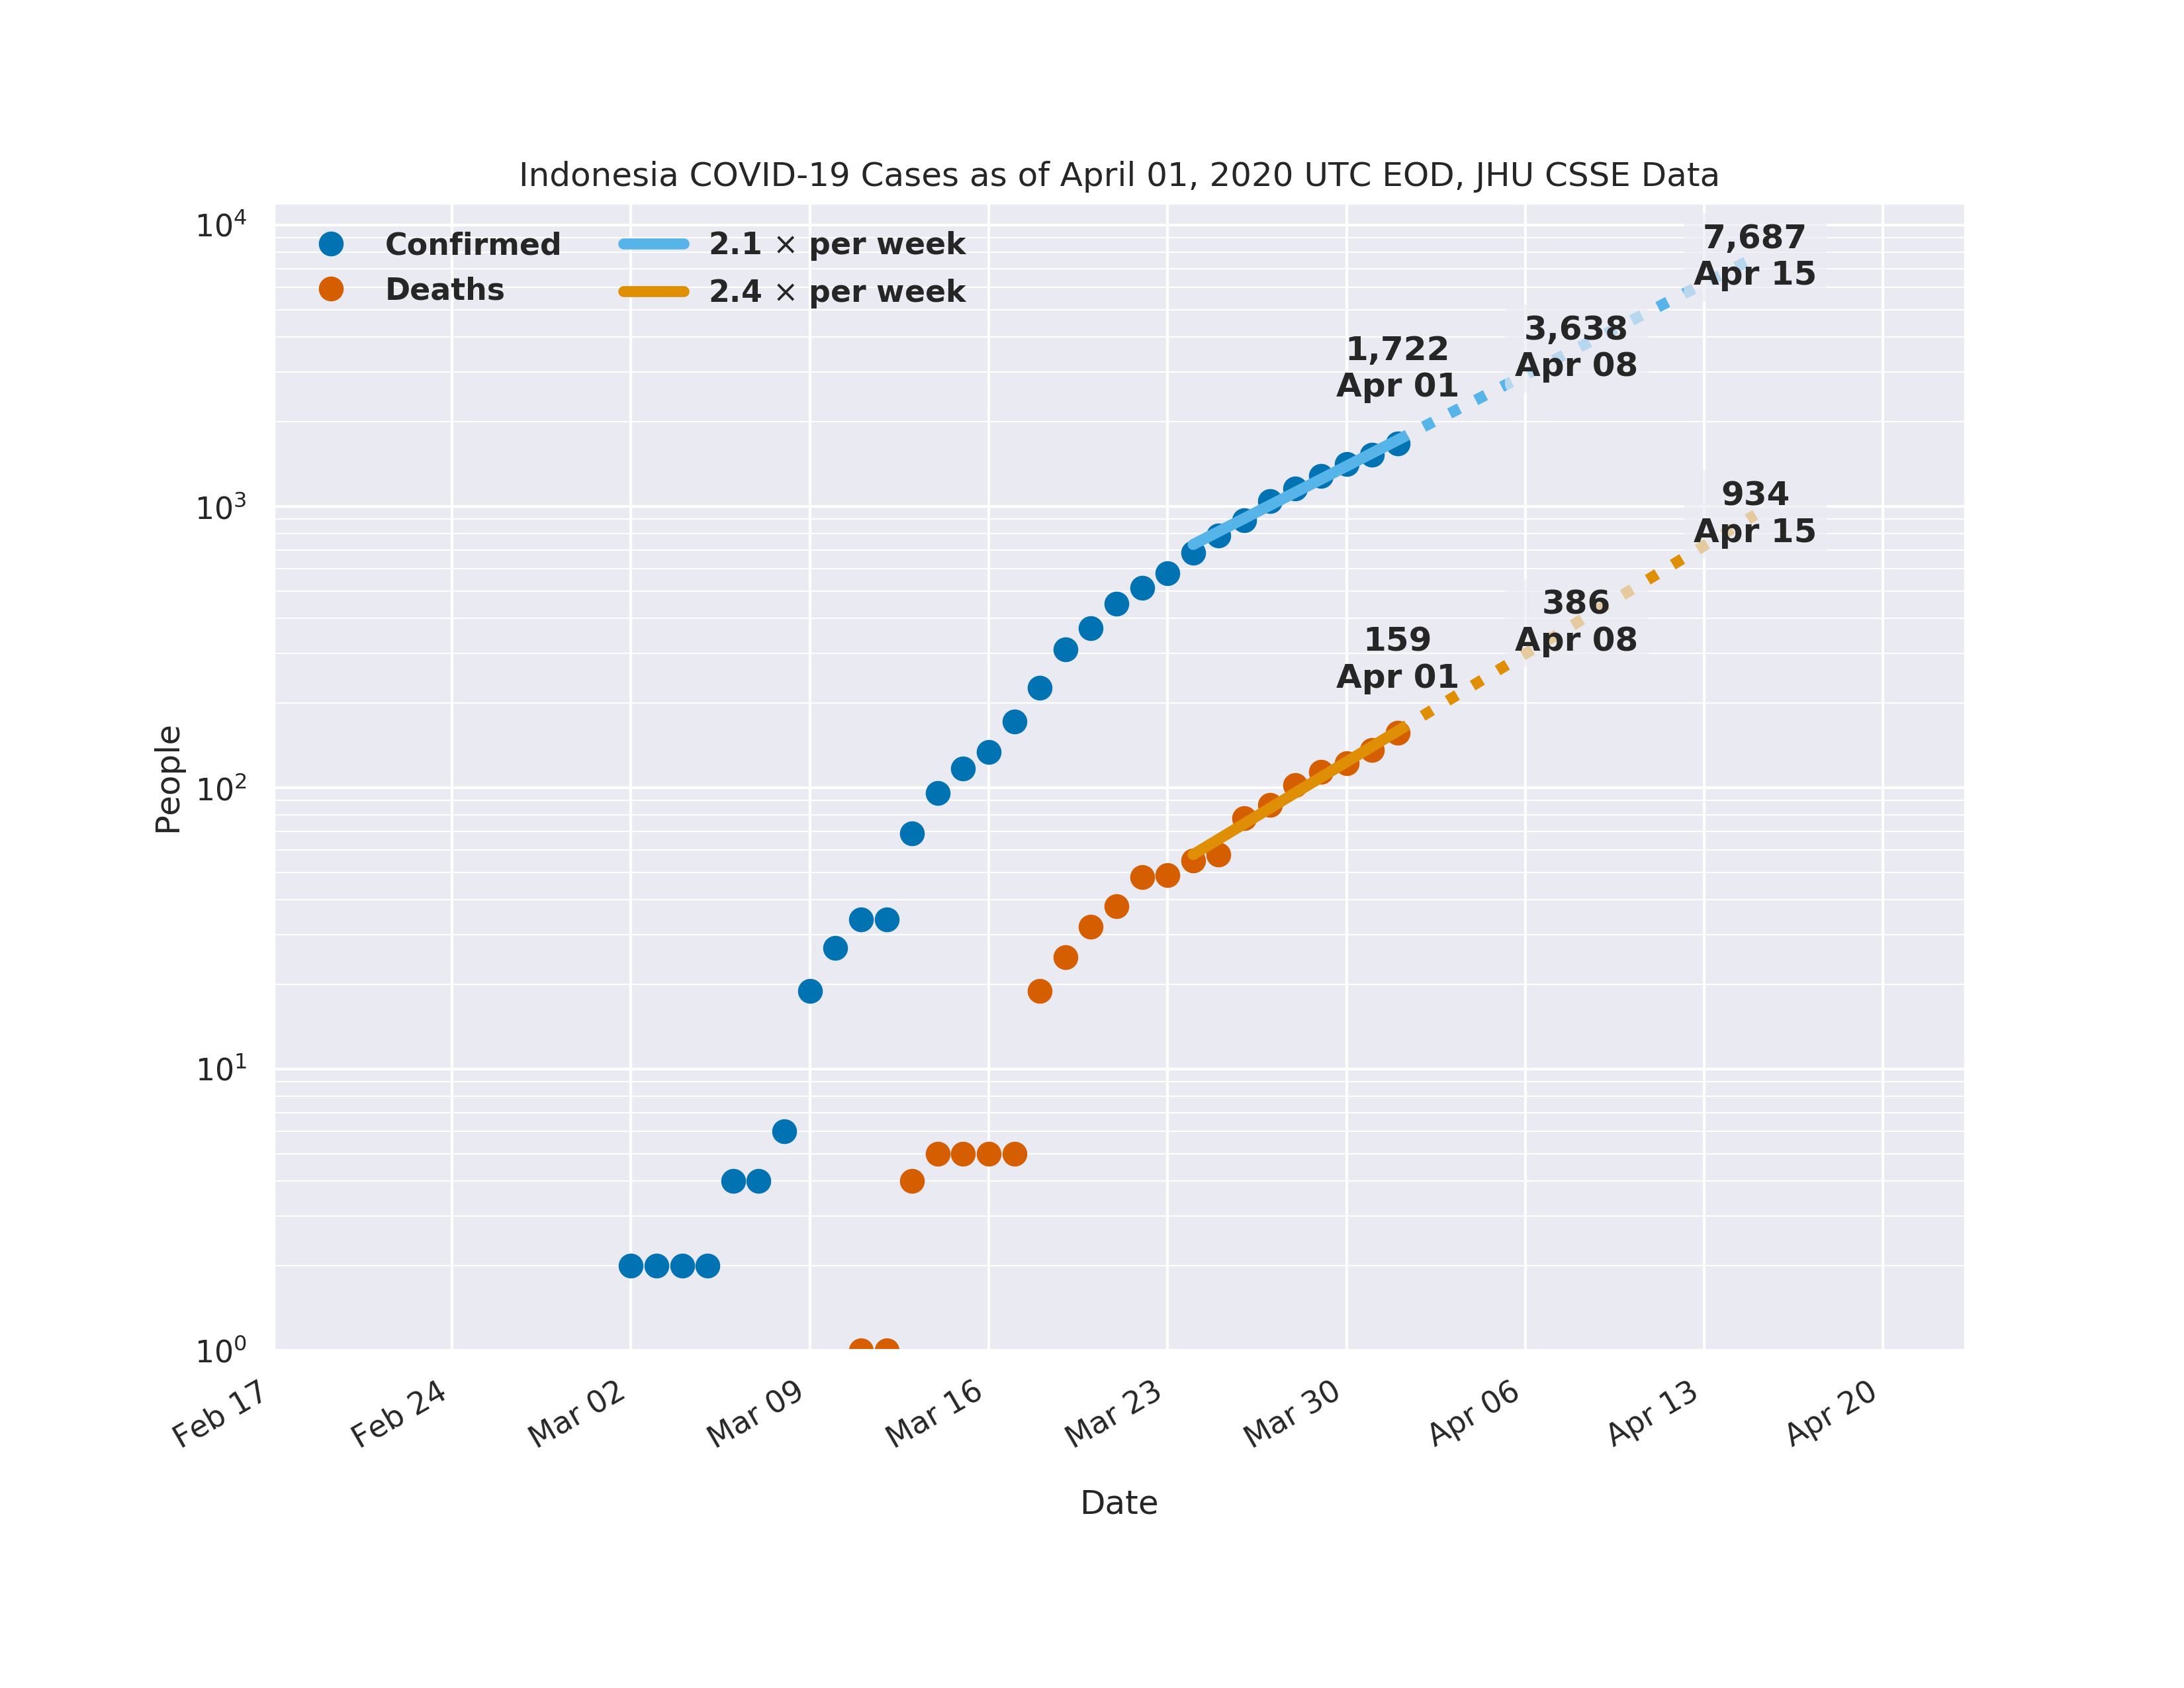 Indonesia COVID-19 Cases as of April 01, 2020 UTC EOD, JHU CSSE Data
Confirmed
Deaths
2.1 × per week
2.4 × per week
7,687
Apr 15
3,638
Apr 08
1,722
Apr 01
934
Apr 15
386
Apr 08
159
Apr 01
People
10⁴
10³
10²
10¹
10⁰
Feb 17
Feb 24
Mar 02
Mar 09
Mar 16
Mar 23
Mar 30
Apr 06
Apr 13
Apr 20
Date